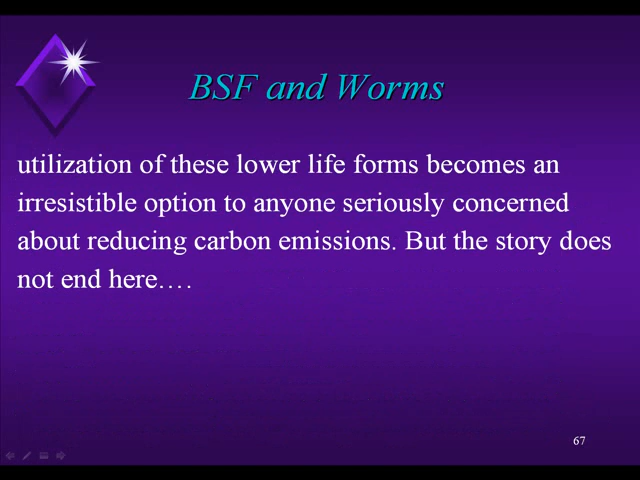 BSF and Worms
utilization of these lower life forms becomes an
irresistible option to anyone seriously concerned
about reducing carbon emissions. But the story does
not end here….
67